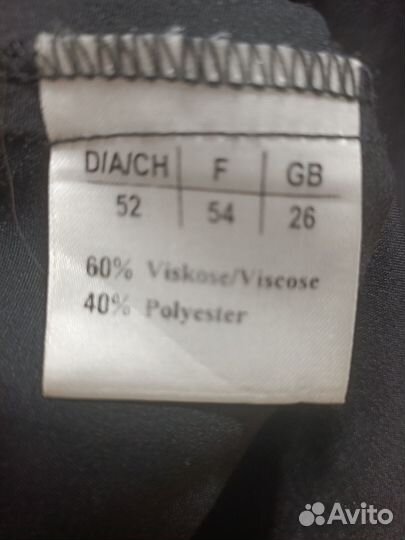 D/A/CH F GB
52 54 26
60% Viskose/Viscose
40% Polyester
Avito